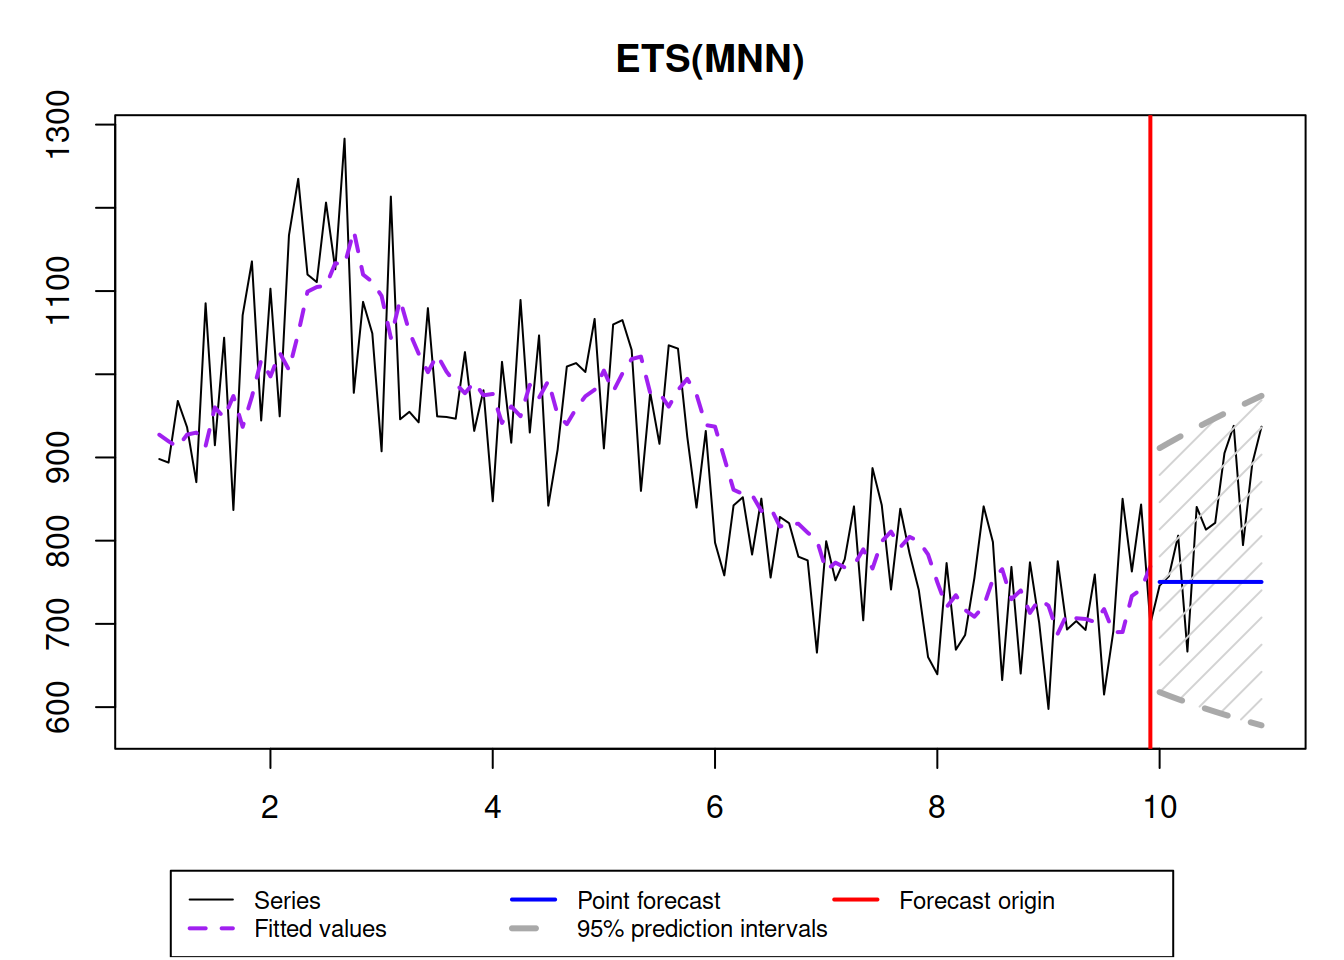 ETS(MNN)
1300
1100
900
800
700
600
2 4 6 8 10
Series Point forecast Forecast origin
Fitted values 95% prediction intervals